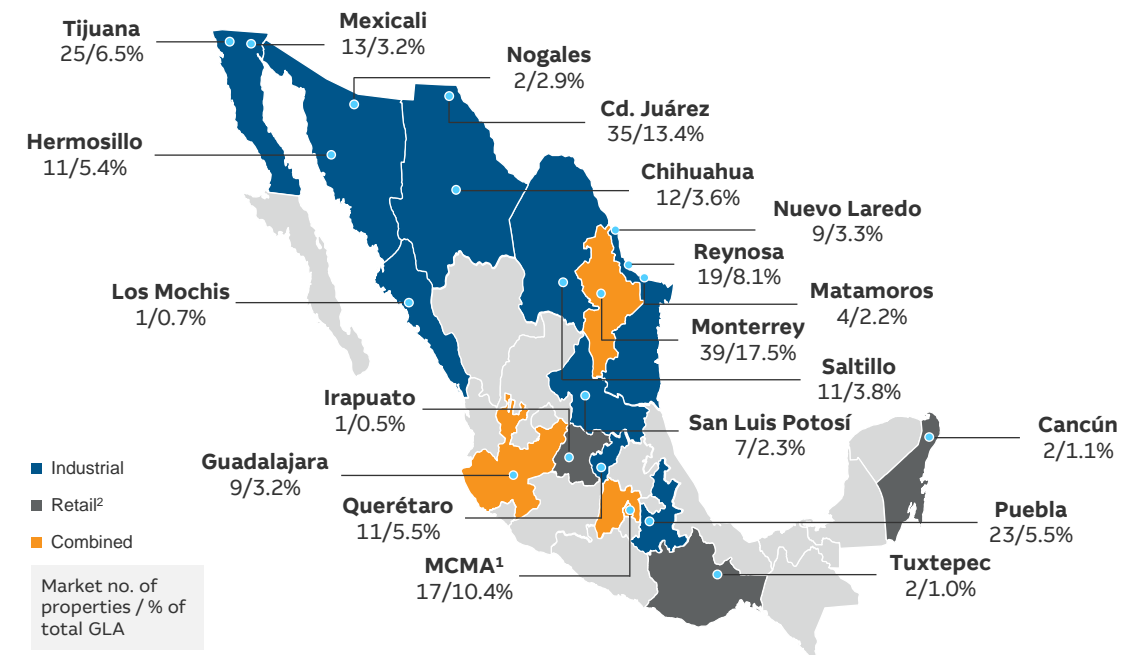 Tijuana
25/6.5%
Mexicali
13/3.2%
Nogales
2/2.9%
Cd. Juárez
35/13.4%
Hermosillo
11/5.4%
Chihuahua
12/3.6%
Nuevo Laredo
9/3.3%
Reynosa
19/8.1%
Los Mochis
1/0.7%
Matamoros
4/2.2%
Monterrey
39/17.5%
Saltillo
11/3.8%
Irapuato
1/0.5%
San Luis Potosí
7/2.3%
Cancún
2/1.1%
Guadalajara
9/3.2%
Querétaro
11/5.5%
Puebla
23/5.5%
MCMA¹
17/10.4%
Tuxtepec
2/1.0%
Industrial
Retail²
Combined
Market no. of
properties / % of
total GLA